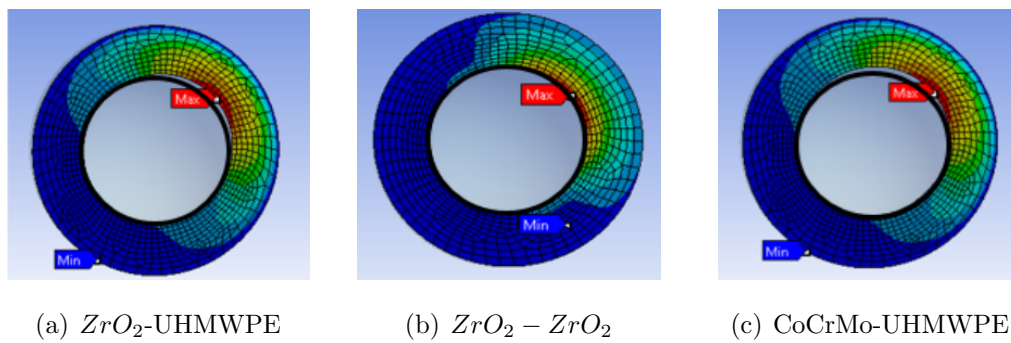 Max
Min
Max
Min
Max
Min
(a) ZrO₂-UHMWPE
(b) ZrO₂ − ZrO₂
(c) CoCrMo-UHMWPE